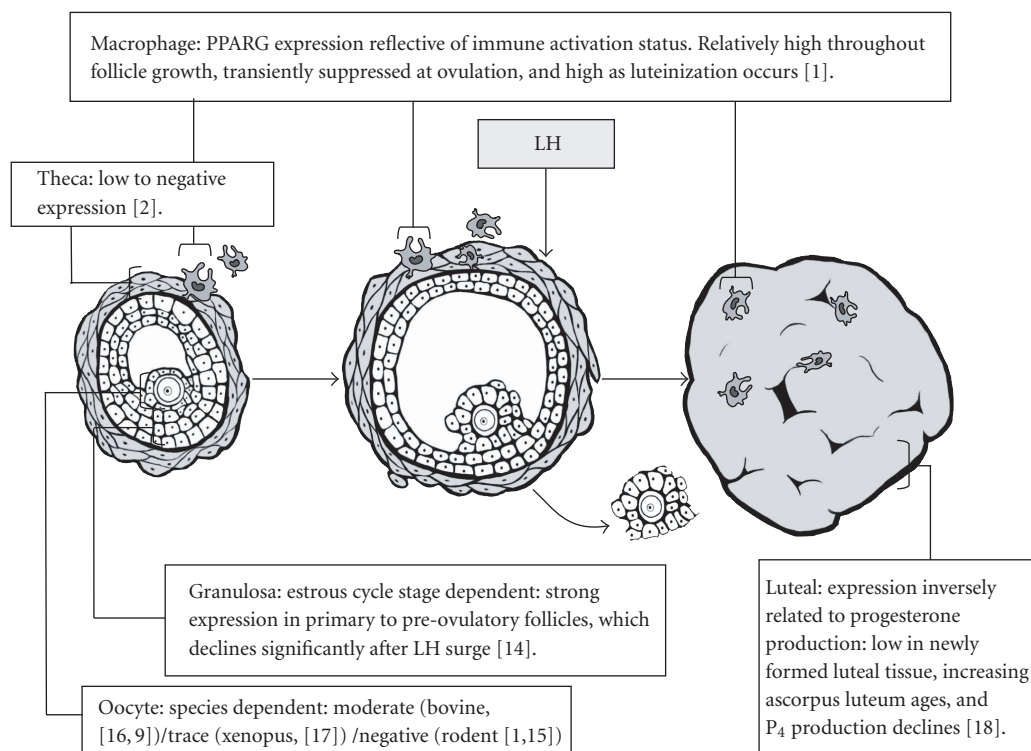 Macrophage: PPARG expression reflective of immune activation status. Relatively high throughout
follicle growth, transiently suppressed at ovulation, and high as luteinization occurs [1].
LH
Theca: low to negative
expression [2].
Granulosa: estrous cycle stage dependent: strong
expression in primary to pre-ovulatory follicles, which
declines significantly after LH surge [14].
Oocyte: species dependent: moderate (bovine,
[16, 9])/trace (xenopus, [17]) /negative (rodent [1,15])
Luteal: expression inversely
related to progesterone
production: low in newly
formed luteal tissue, increasing
ascorpus luteum ages, and
P₄ production declines [18].